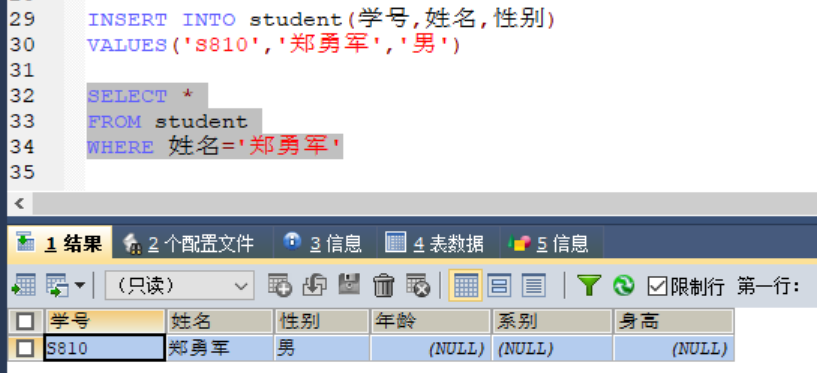 29 INSERT INTO student(学号,姓名,性别)
30 VALUES('S810','郑勇军','男')
31
32 SELECT *
33 FROM student
34 WHERE 姓名='郑勇军'
35
1 结果 2 个配置文件 3 信息 4 表数据 5 信息
(只读) 限制行 第一行:
学号 姓名 性别 年龄 系别 身高
S810 郑勇军 男 (NULL) (NULL) (NULL)